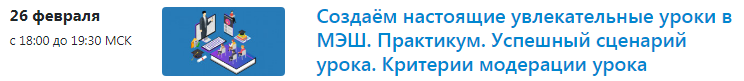 26 февраля
с 18:00 до 19:30 МСК
Создаём настоящие увлекательные уроки в
МЭШ. Практикум. Успешный сценарий
урока. Критерии модерации урока